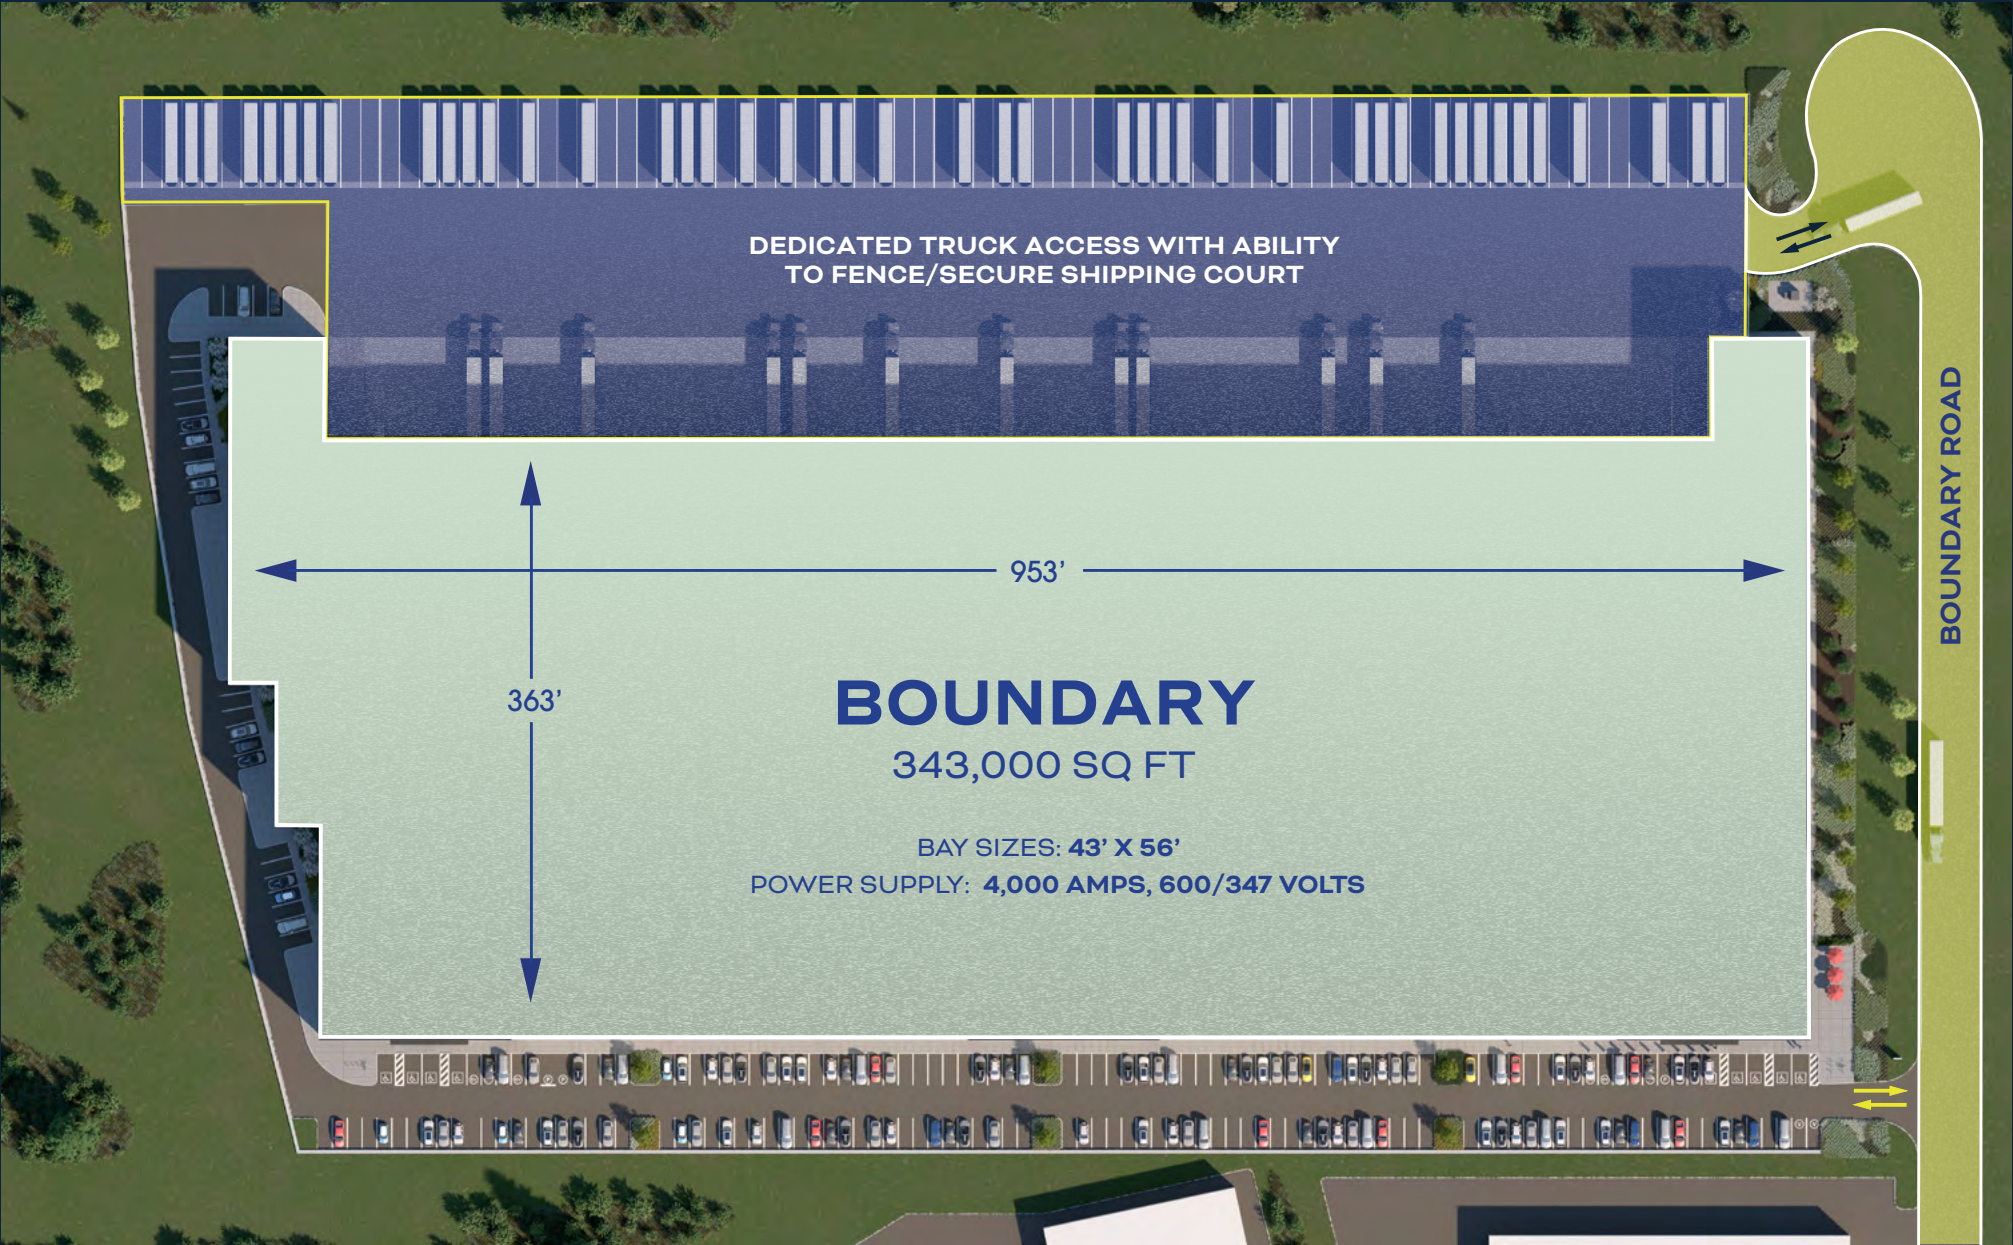 DEDICATED TRUCK ACCESS WITH ABILITY
TO FENCE/SECURE SHIPPING COURT
953’
363’
BOUNDARY
343,000 SQ FT
BAY SIZES: 43’ X 56’
POWER SUPPLY: 4,000 AMPS, 600/347 VOLTS
BOUNDARY ROAD